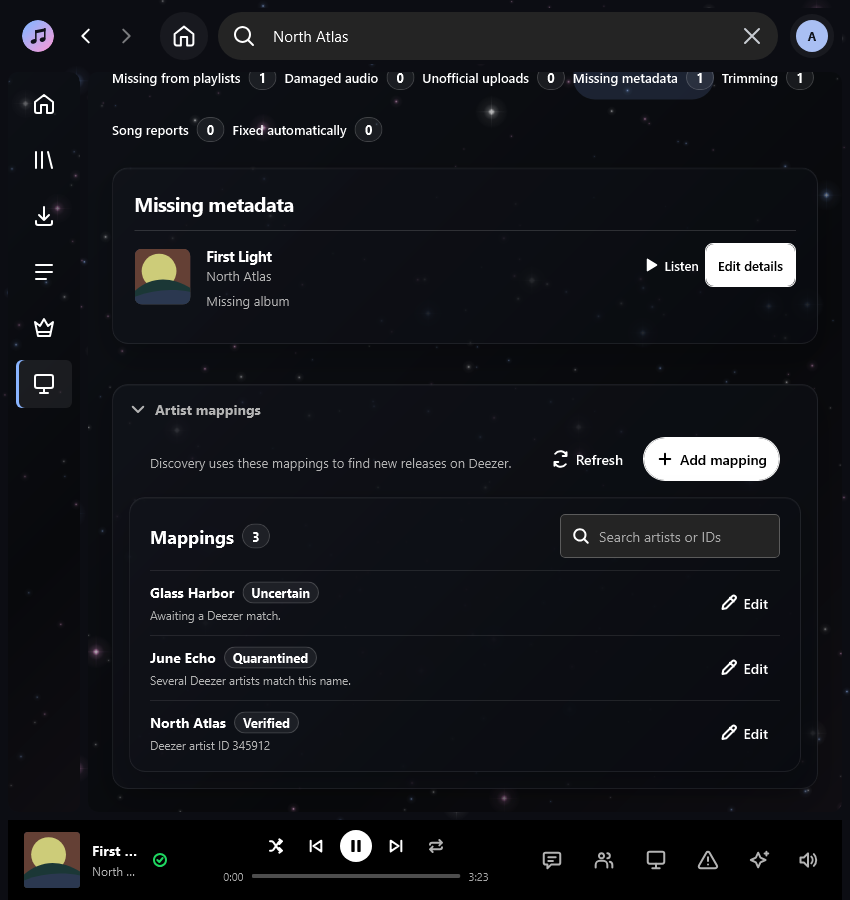 North Atlas
A
Missing from playlists 1 Damaged audio 0 Unofficial uploads 0 Missing metadata 1 Trimming 1
Song reports 0 Fixed automatically 0
Missing metadata
First Light
North Atlas
Missing album
Listen
Edit details
Artist mappings
Discovery uses these mappings to find new releases on Deezer.
Refresh
Add mapping
Mappings 3
Search artists or IDs
Glass Harbor Uncertain
Awaiting a Deezer match.
Edit
June Echo Quarantined
Several Deezer artists match this name.
Edit
North Atlas Verified
Deezer artist ID 345912
Edit
First ...
North ...
0:00
3:23